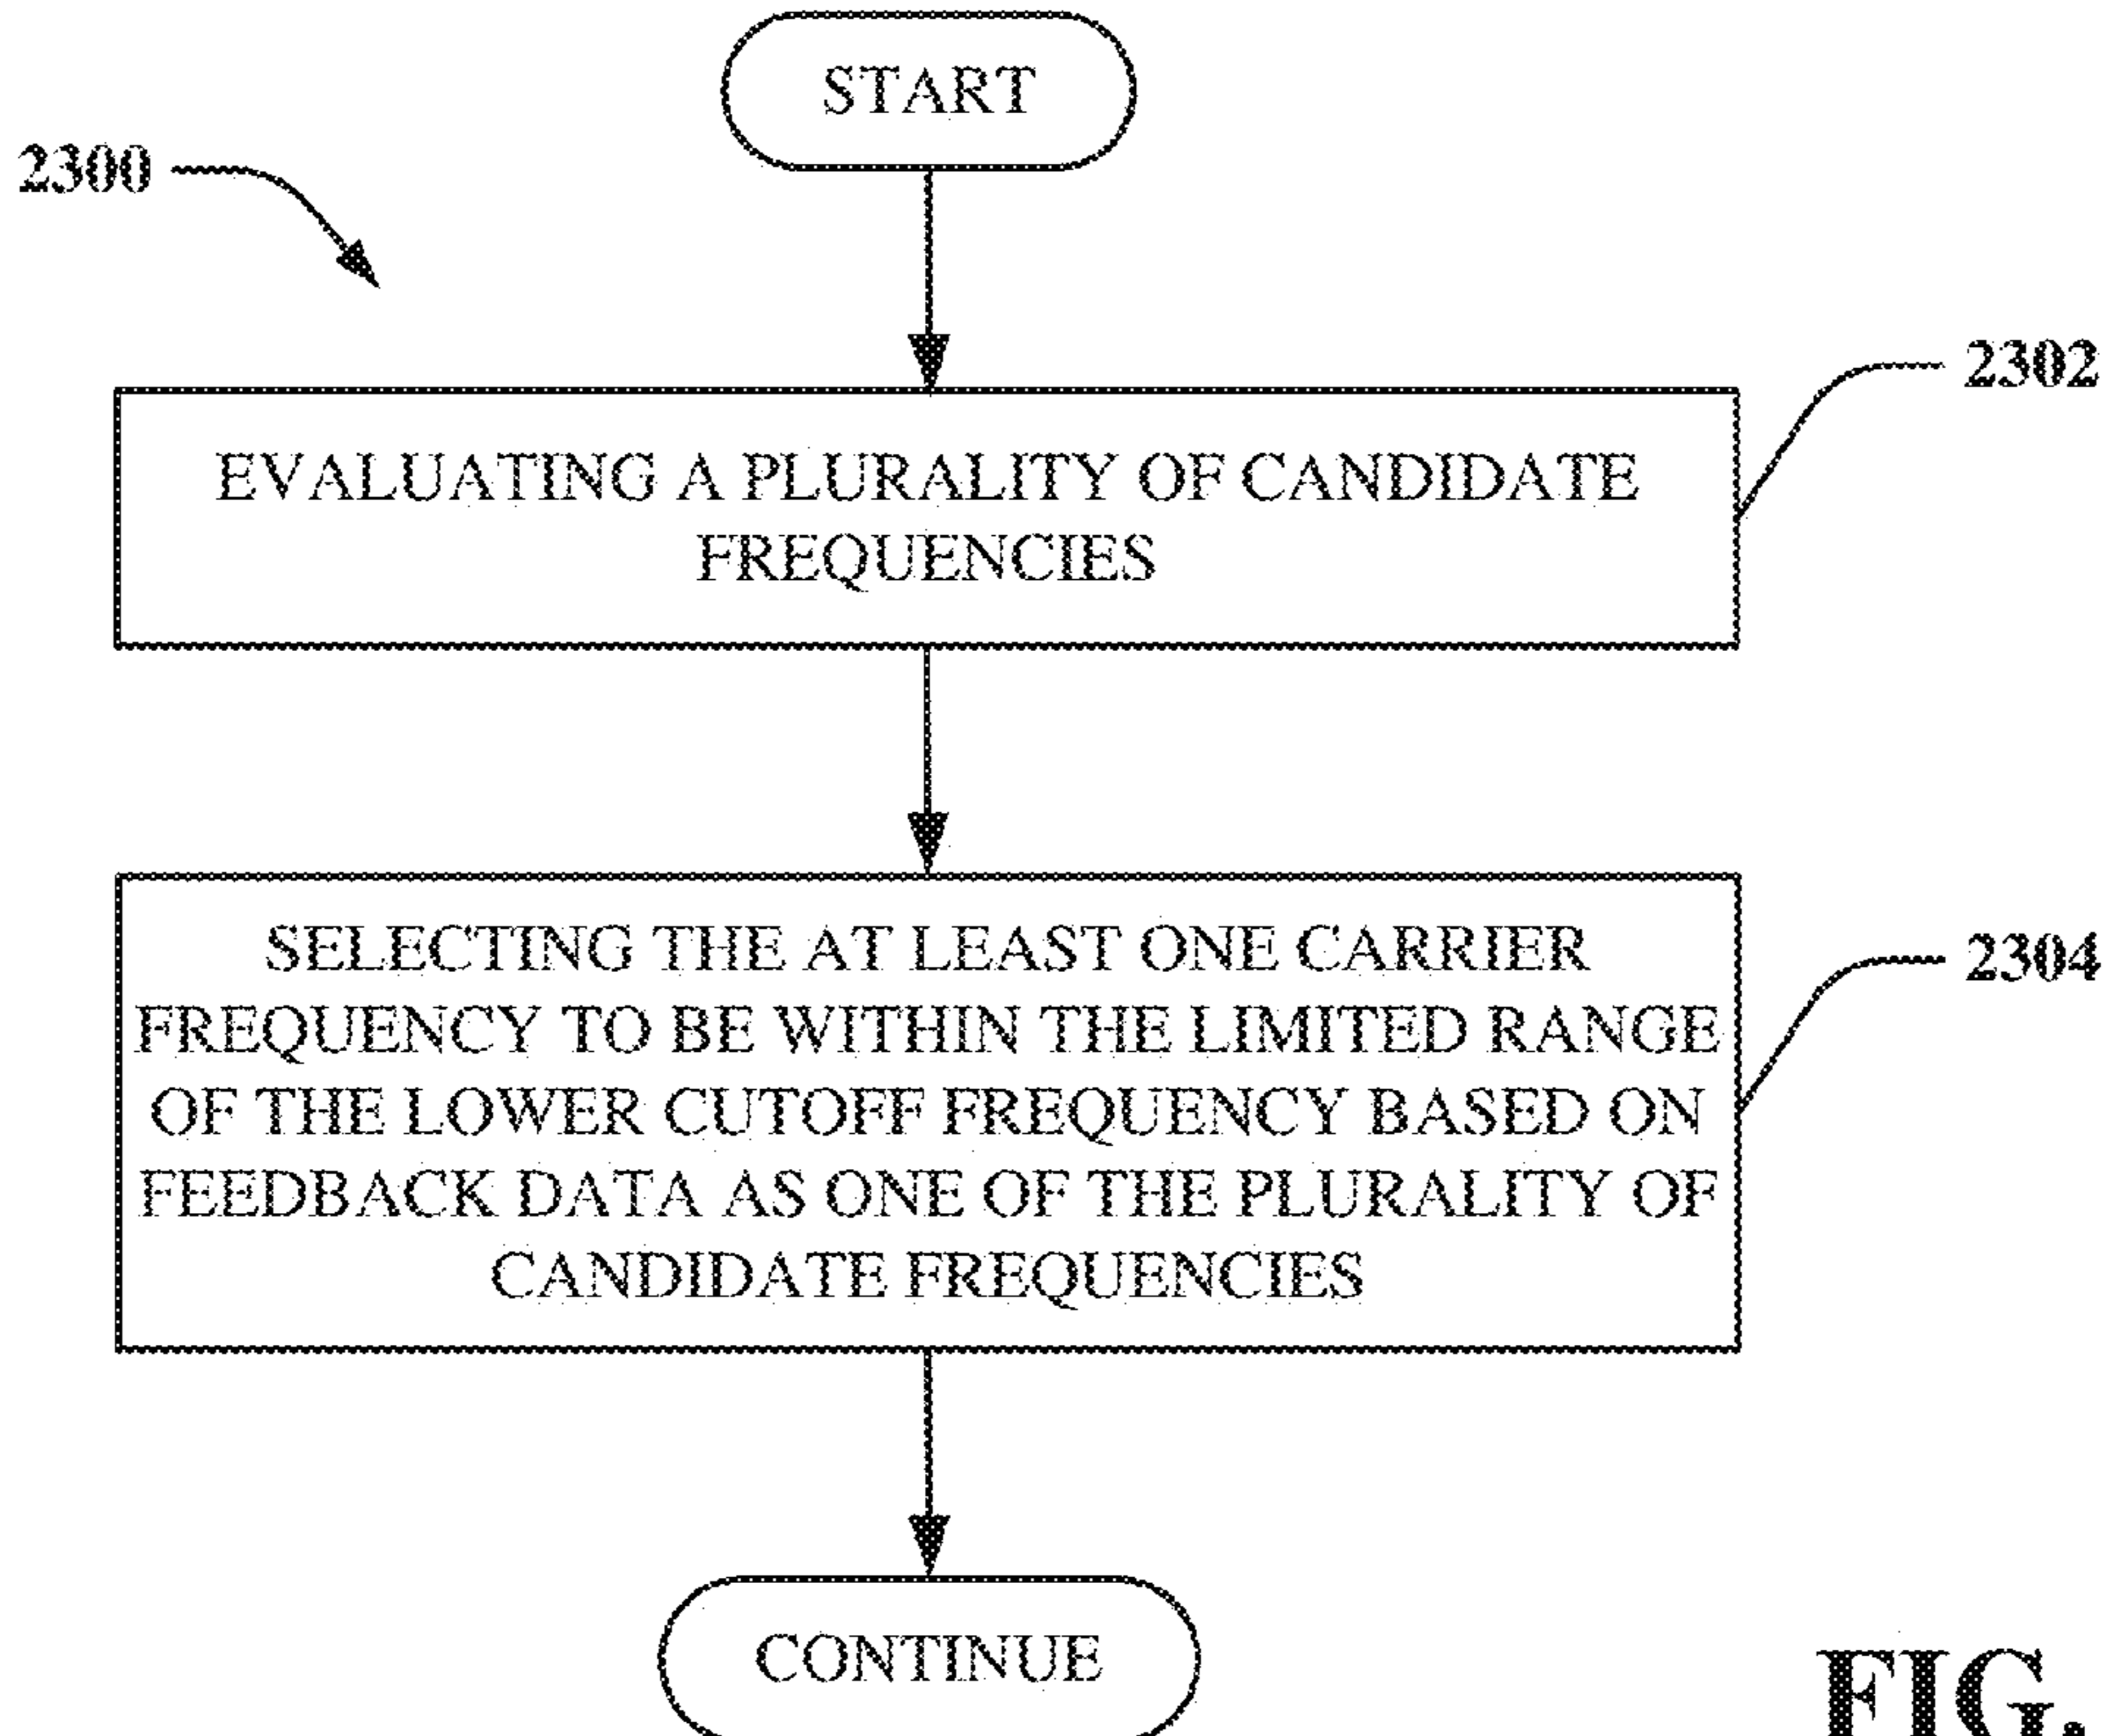 START
2300
2302
EVALUATING A PLURALITY OF CANDIDATE
FREQUENCIES
SELECTING THE AT LEAST ONE CARRIER
FREQUENCY TO BE WITHIN THE LIMITED RANGE
OF THE LOWER CUTOFF FREQUENCY BASED ON
FEEDBACK DATA AS ONE OF THE PLURALITY OF
CANDIDATE FREQUENCIES
2304
CONTINUE
FIG.